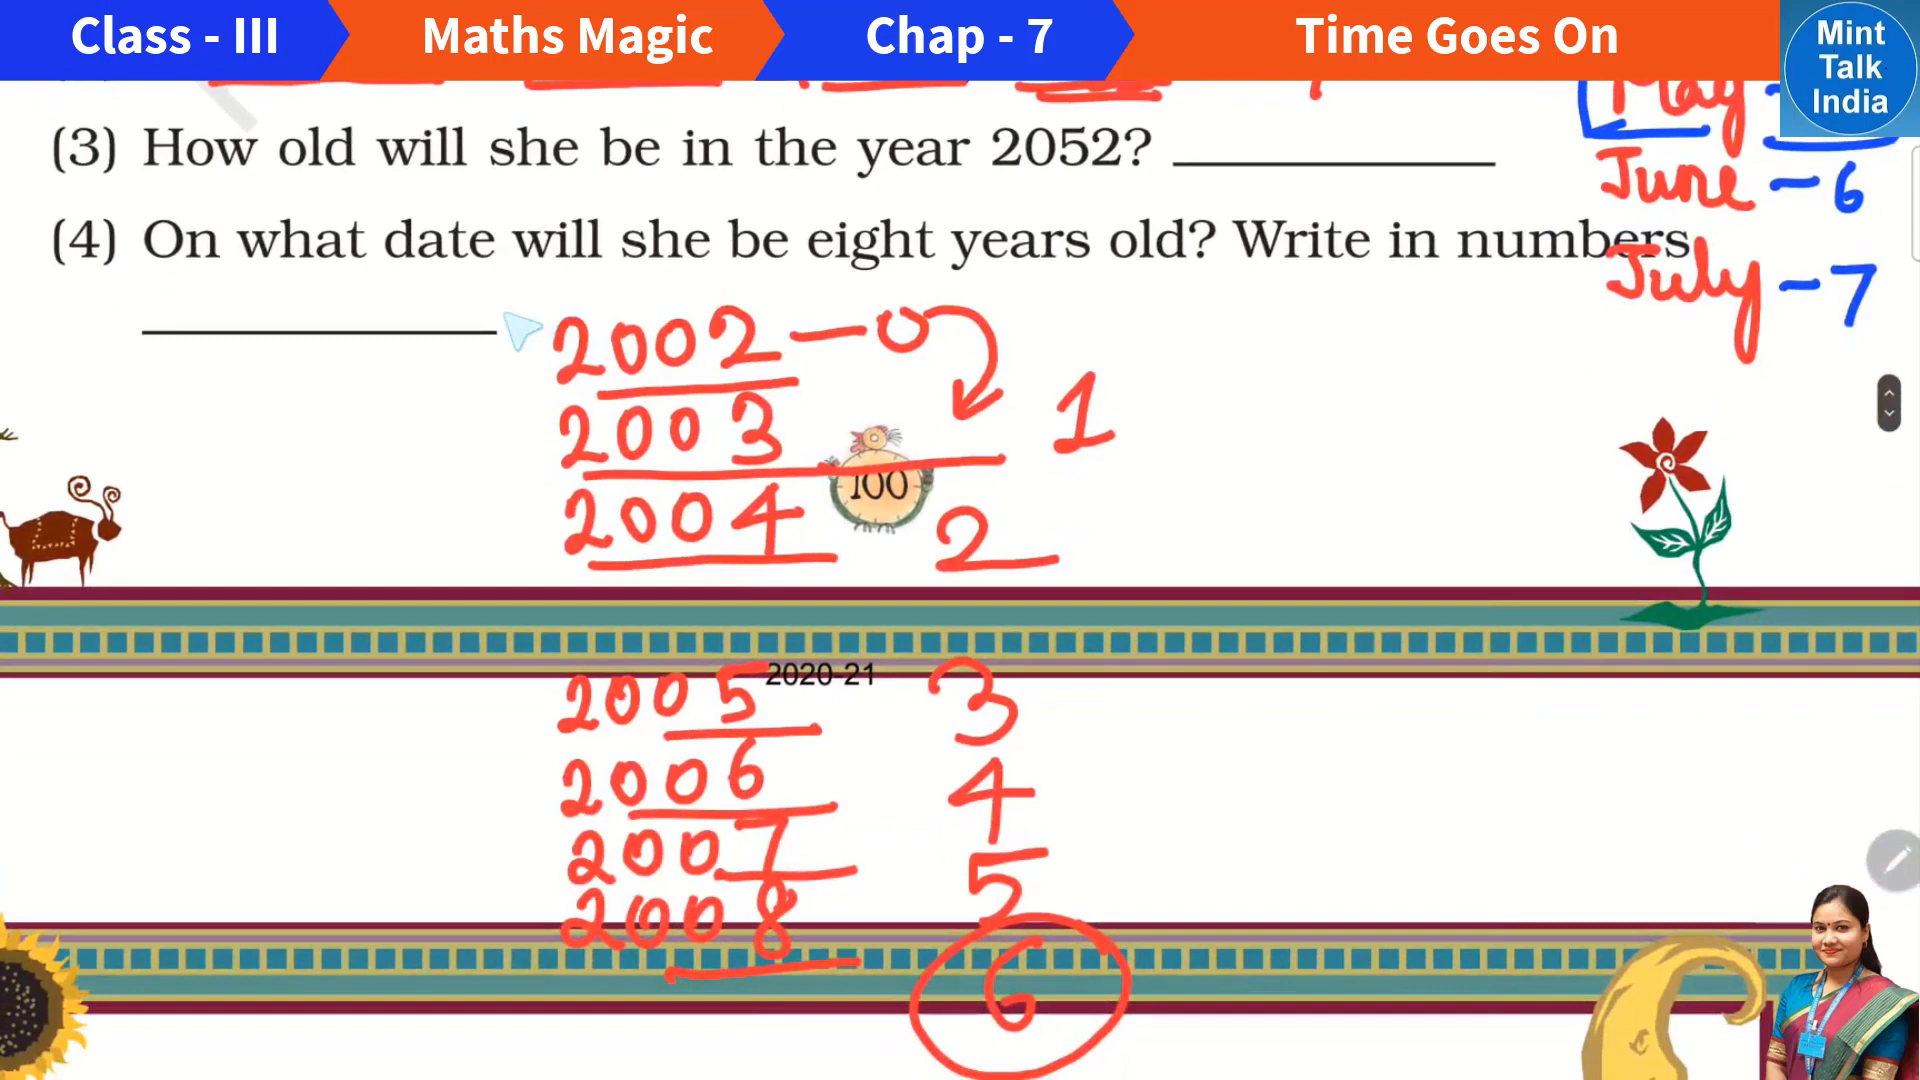 Class - III Maths Magic Chap - 7 Time Goes On
Mint
Talk
India
May -
(3) How old will she be in the year 2052?
June - 6
(4) On what date will she be eight years old? Write in numbers
July - 7
2002 - 0
2003 1
100
2004 2
2020-21
2005 3
2006 4
2007 5
2008 6